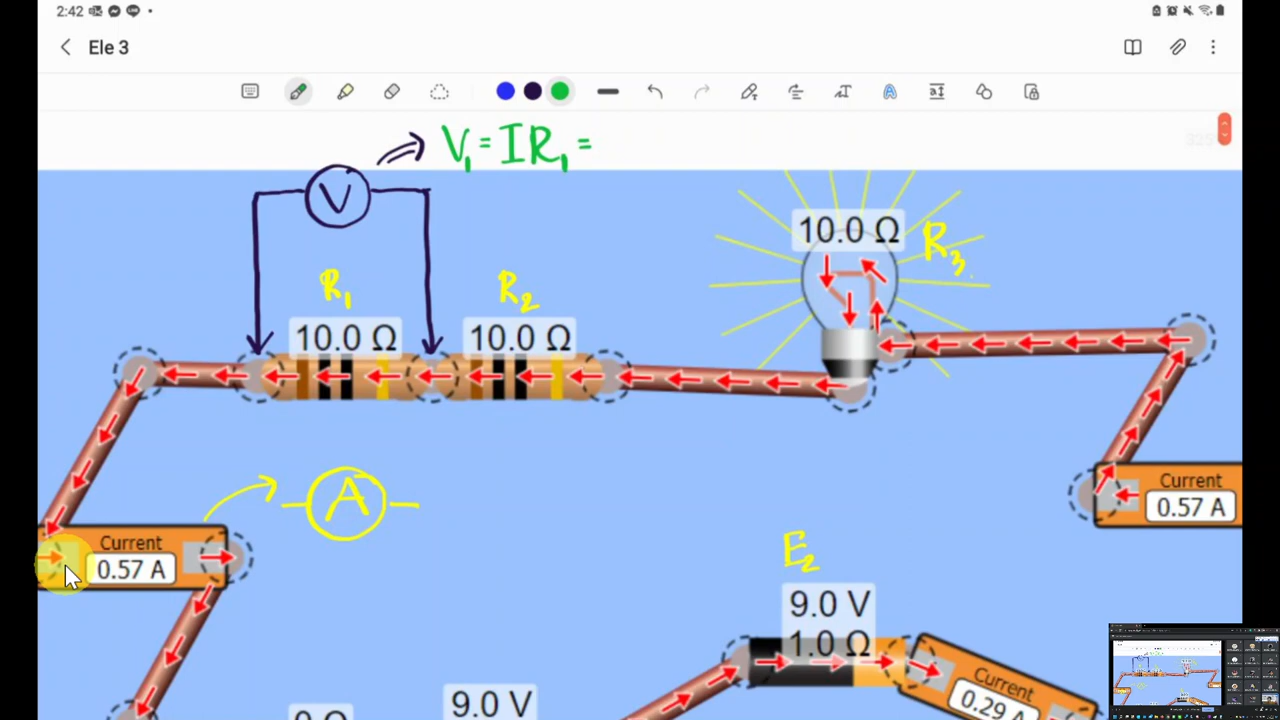 2:42
Ele 3
V₁ = IR₁ =
V
10.0 Ω
R₃
R₁
R₂
10.0 Ω
10.0 Ω
A
Current
0.57 A
Current
0.57 A
E₂
9.0 V
1.0 Ω
9.0 V
Current
0.29 A